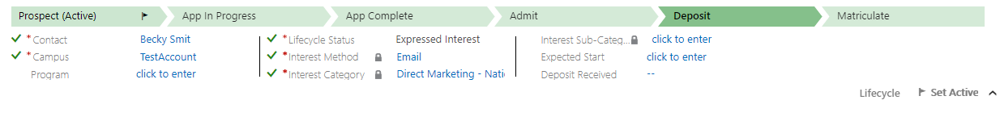 Prospect (Active) App In Progress App Complete Admit Deposit Matriculate
*Contact Becky Smit *Lifecycle Status Expressed Interest Interest Sub-Categ... click to enter
*Campus TestAccount *Interest Method Email Expected Start click to enter
Program click to enter *Interest Category Direct Marketing - Natio Deposit Received --
Lifecycle Set Active